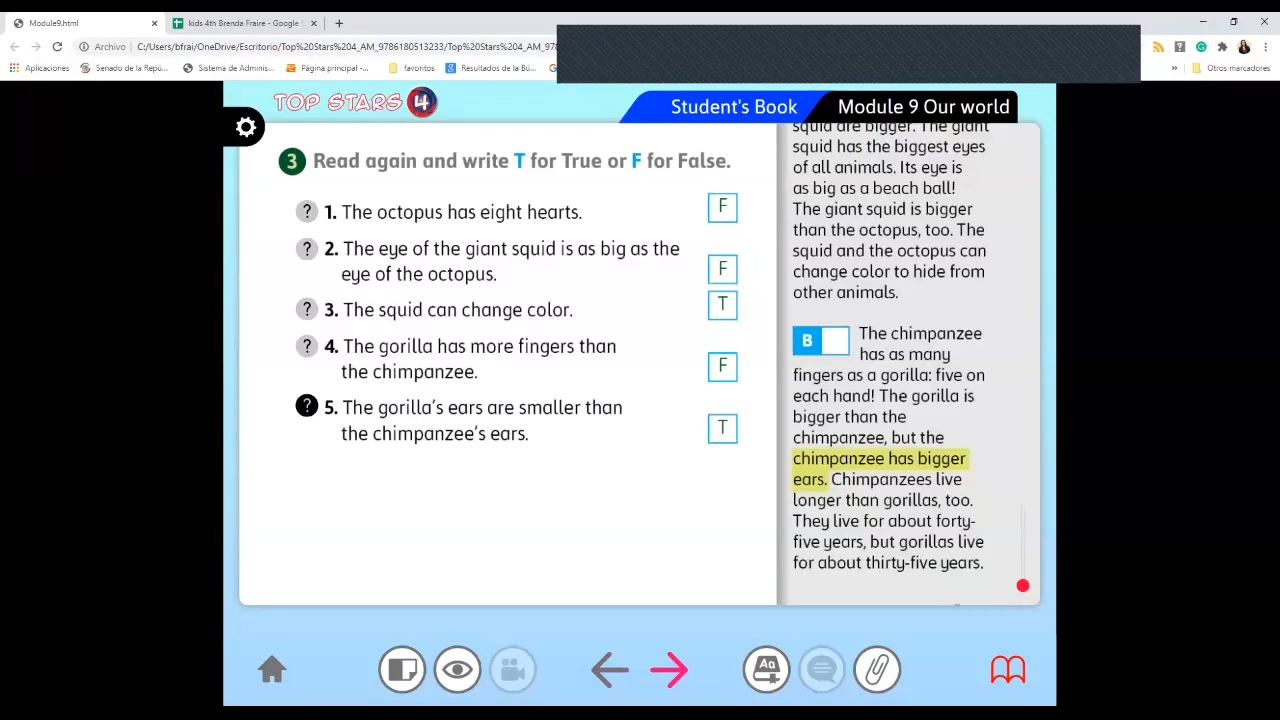 Module9.html
kids 4th Brenda Fraire - Google S
Archivo
C:/Users/bfrai/OneDrive/Escritorio/Top%20Stars%204_AM_9786180513233/Top%20Stars%204_AM_97
Aplicaciones
Senado de la Repú...
Sistema de Adminis...
Página principal -...
favoritos
Resultados de la Bú...
»
Otros marcadores
TOP STARS 4
Student's Book
Module 9 Our world
3 Read again and write T for True or F for False.
? 1. The octopus has eight hearts. F
? 2. The eye of the giant squid is as big as the
eye of the octopus. F
? 3. The squid can change color. T
? 4. The gorilla has more fingers than
the chimpanzee. F
? 5. The gorilla's ears are smaller than
the chimpanzee's ears. T
squid are bigger. The giant
squid has the biggest eyes
of all animals. Its eye is
as big as a beach ball!
The giant squid is bigger
than the octopus, too. The
squid and the octopus can
change color to hide from
other animals.
B The chimpanzee
has as many
fingers as a gorilla: five on
each hand! The gorilla is
bigger than the
chimpanzee, but the
chimpanzee has bigger
ears. Chimpanzees live
longer than gorillas, too.
They live for about forty-
five years, but gorillas live
for about thirty-five years.
Aa